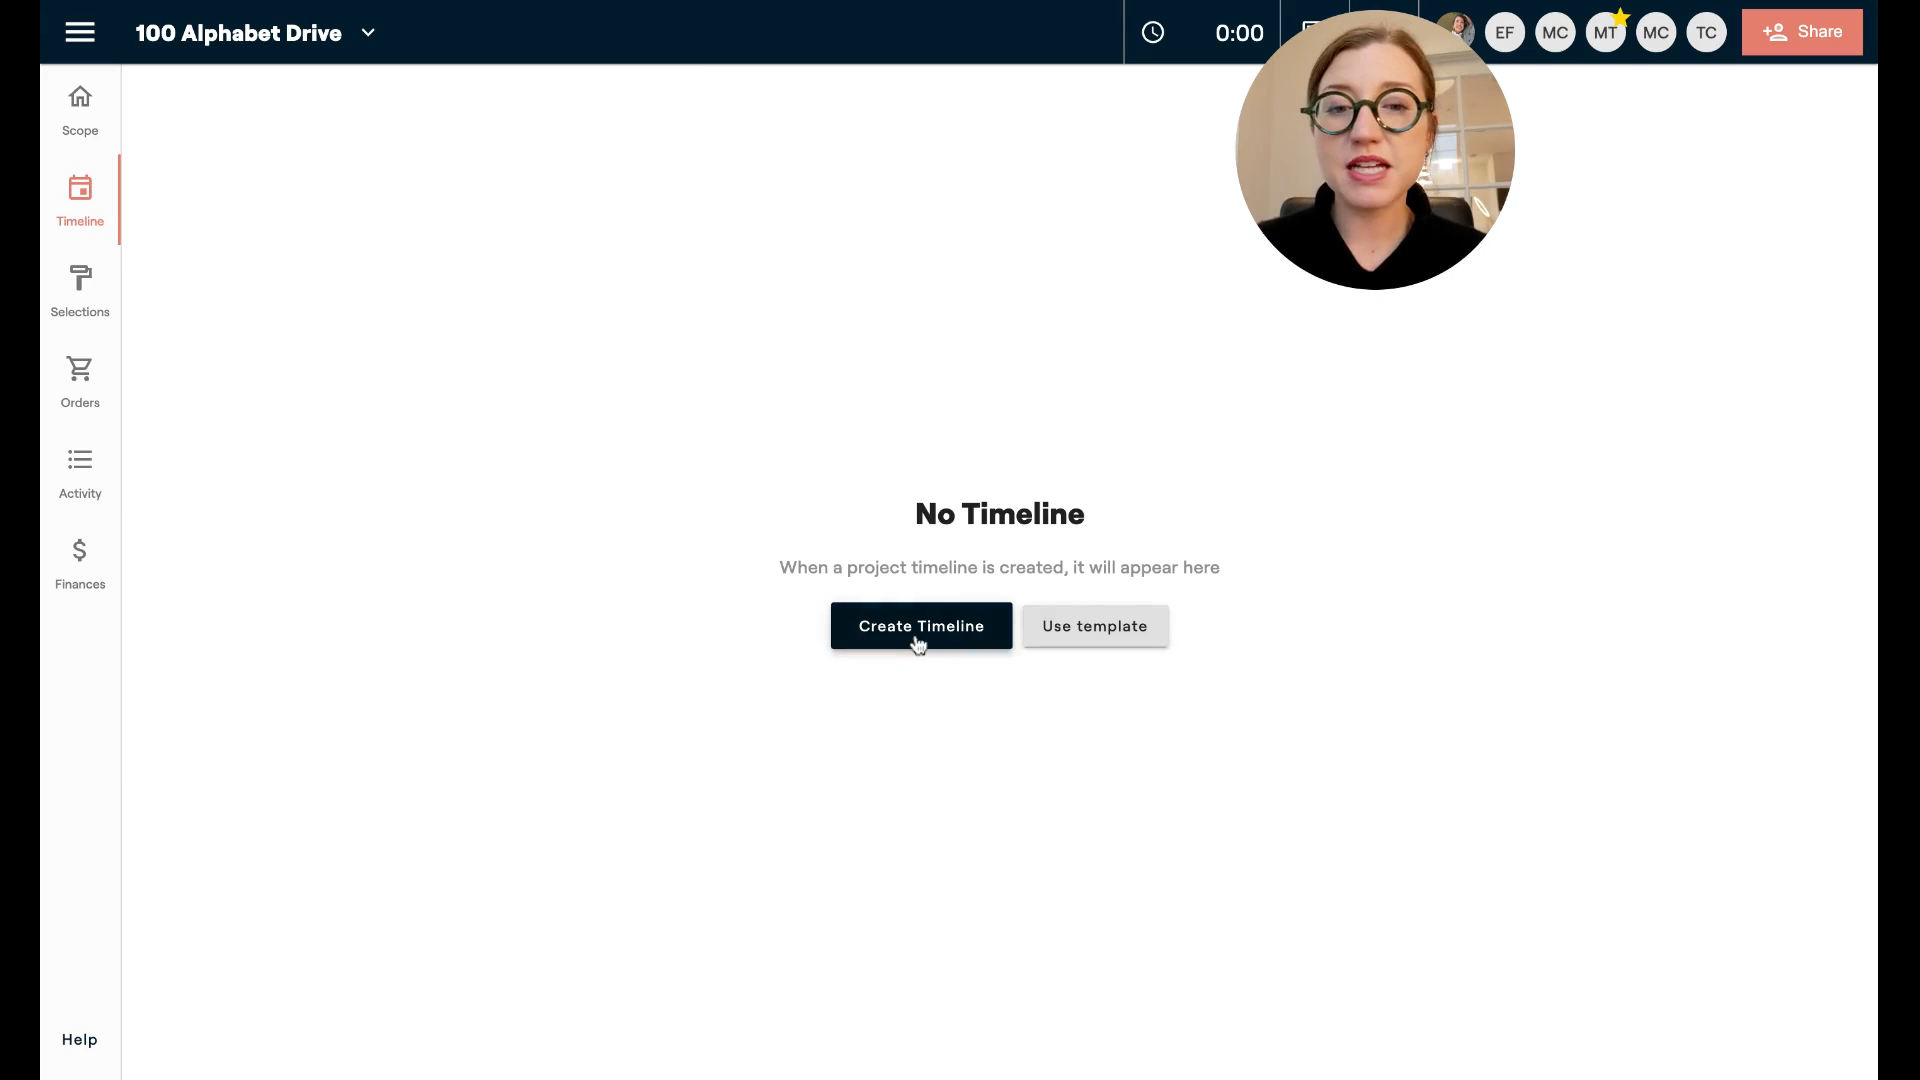 100 Alphabet Drive
0:00
EF
MC
MT
MC
TC
Share
Scope
Timeline
Selections
Orders
Activity
Finances
No Timeline
When a project timeline is created, it will appear here
Create Timeline
Use template
Help